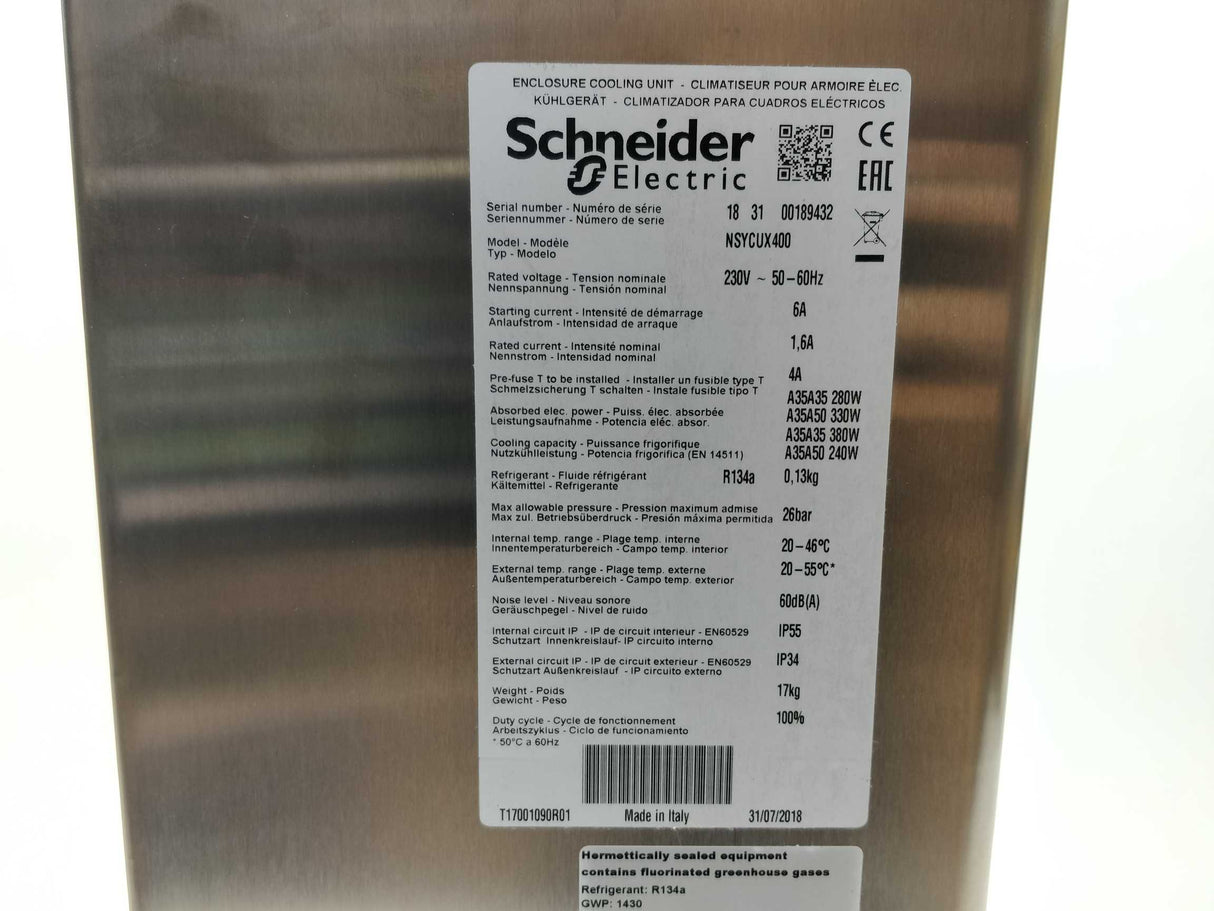 ENCLOSURE COOLING UNIT - CLIMATISEUR POUR ARMOIRE ÈLEC.
KÜHLGERÄT - CLIMATIZADOR PARA CUADROS ELÉCTRICOS
Schneider
Electric
CE
EAC
Serial number - Numéro de série
Seriennummer - Número de serie
18 31 00189432
Model - Modèle
Typ - Modelo
NSYCUX400
Rated voltage - Tension nominale
Nennspannung - Tensión nominal
230V ~ 50–60Hz
Starting current - Intensité de démarrage
Anlaufstrom - Intensidad de arraque
6A
Rated current - Intensité nominal
Nennstrom - Intensidad nominal
1,6A
Pre-fuse T to be installed - Installer un fusible type T
Schmelzsicherung T schalten - Instale fusible tipo T
4A
Absorbed elec. power - Puiss. élec. absorbée
Leistungsaufnahme - Potencia eléc. absor.
A35A35 280W
A35A50 330W
Cooling capacity - Puissance frigorifique
Nutzkühlleistung - Potencia frigorifica (EN 14511)
A35A35 380W
A35A50 240W
Refrigerant - Fluide réfrigérant
Kältemittel - Refrigerante
R134a 0,13kg
Max allowable pressure - Pression maximum admise
Max zul. Betriebsüberdruck - Presión máxima permitida
26bar
Internal temp. range - Plage temp. interne
Innentemperaturbereich - Campo temp. interior
20–46°C
External temp. range - Plage temp. externe
Außentemperaturbereich - Campo temp. exterior
20–55°C*
Noise level - Niveau sonore
Geräuschpegel - Nivel de ruido
60dB(A)
Internal circuit IP - IP de circuit interieur - EN60529
Schutzart Innenkreislauf- IP circuito interno
IP55
External circuit IP - IP de circuit exterieur - EN60529
Schutzart Außenkreislauf - IP circuito externo
IP34
Weight - Poids
Gewicht - Peso
17kg
Duty cycle - Cycle de fonctionnement
Arbeitszyklus - Ciclo de funcionamiento
100%
* 50°C a 60Hz
T17001090R01 Made in Italy 31/07/2018
Hermettically sealed equipment
contains fluorinated greenhouse gases
Refrigerant: R134a
GWP: 1430